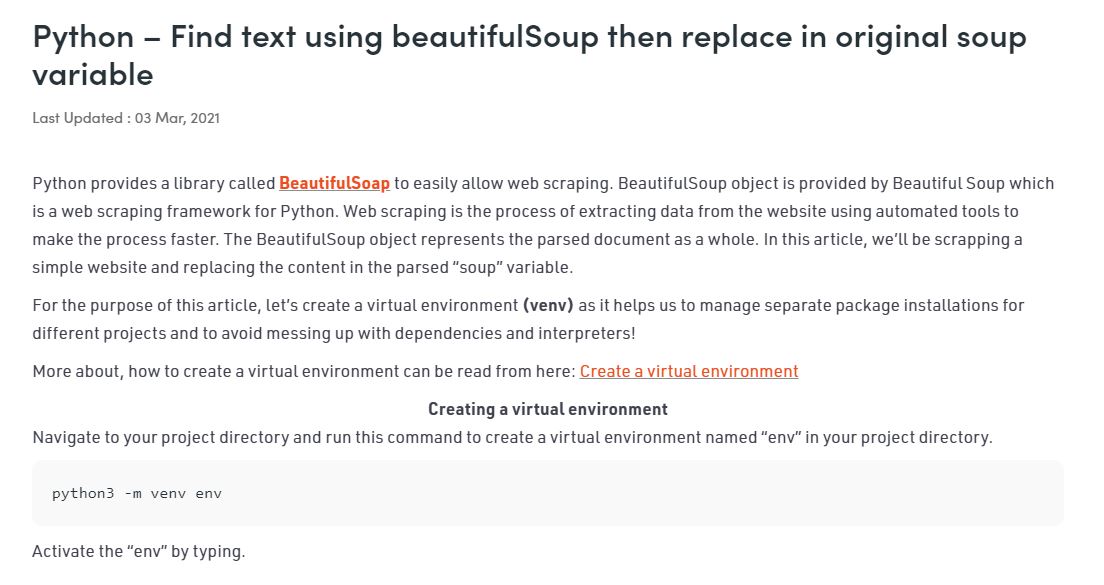 Python – Find text using beautifulSoup then replace in original soup
variable
Last Updated : 03 Mar, 2021
Python provides a library called BeautifulSoap to easily allow web scraping. BeautifulSoup object is provided by Beautiful Soup which
is a web scraping framework for Python. Web scraping is the process of extracting data from the website using automated tools to
make the process faster. The BeautifulSoup object represents the parsed document as a whole. In this article, we’ll be scrapping a
simple website and replacing the content in the parsed “soup” variable.
For the purpose of this article, let’s create a virtual environment (venv) as it helps us to manage separate package installations for
different projects and to avoid messing up with dependencies and interpreters!
More about, how to create a virtual environment can be read from here: Create a virtual environment
Creating a virtual environment
Navigate to your project directory and run this command to create a virtual environment named “env” in your project directory.
python3 -m venv env
Activate the “env” by typing.